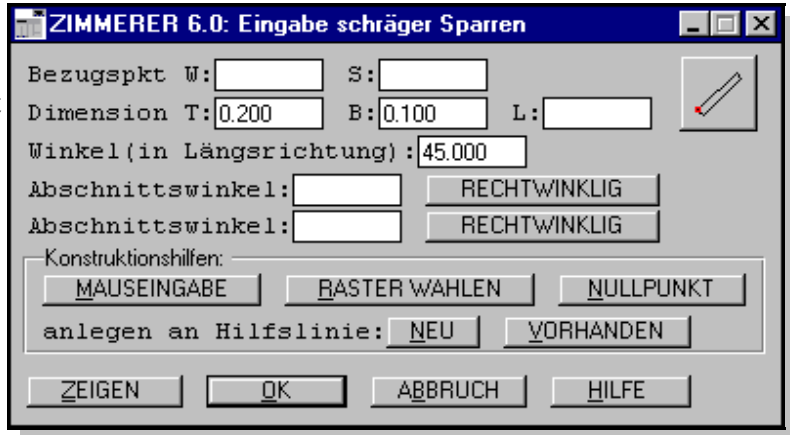 ZIMMERER 6.0: Eingabe schräger Sparren
Bezugspkt W: S:
Dimension T: 0.200 B: 0.100 L:
Winkel(in Längsrichtung): 45.000
Abschnittswinkel: RECHTWINKLIG
Abschnittswinkel: RECHTWINKLIG
Konstruktionshilfen:
MAUSEINGABE RASTER WAHLEN NULLPUNKT
anlegen an Hilfslinie: NEU VORHANDEN
ZEIGEN OK ABBRUCH HILFE